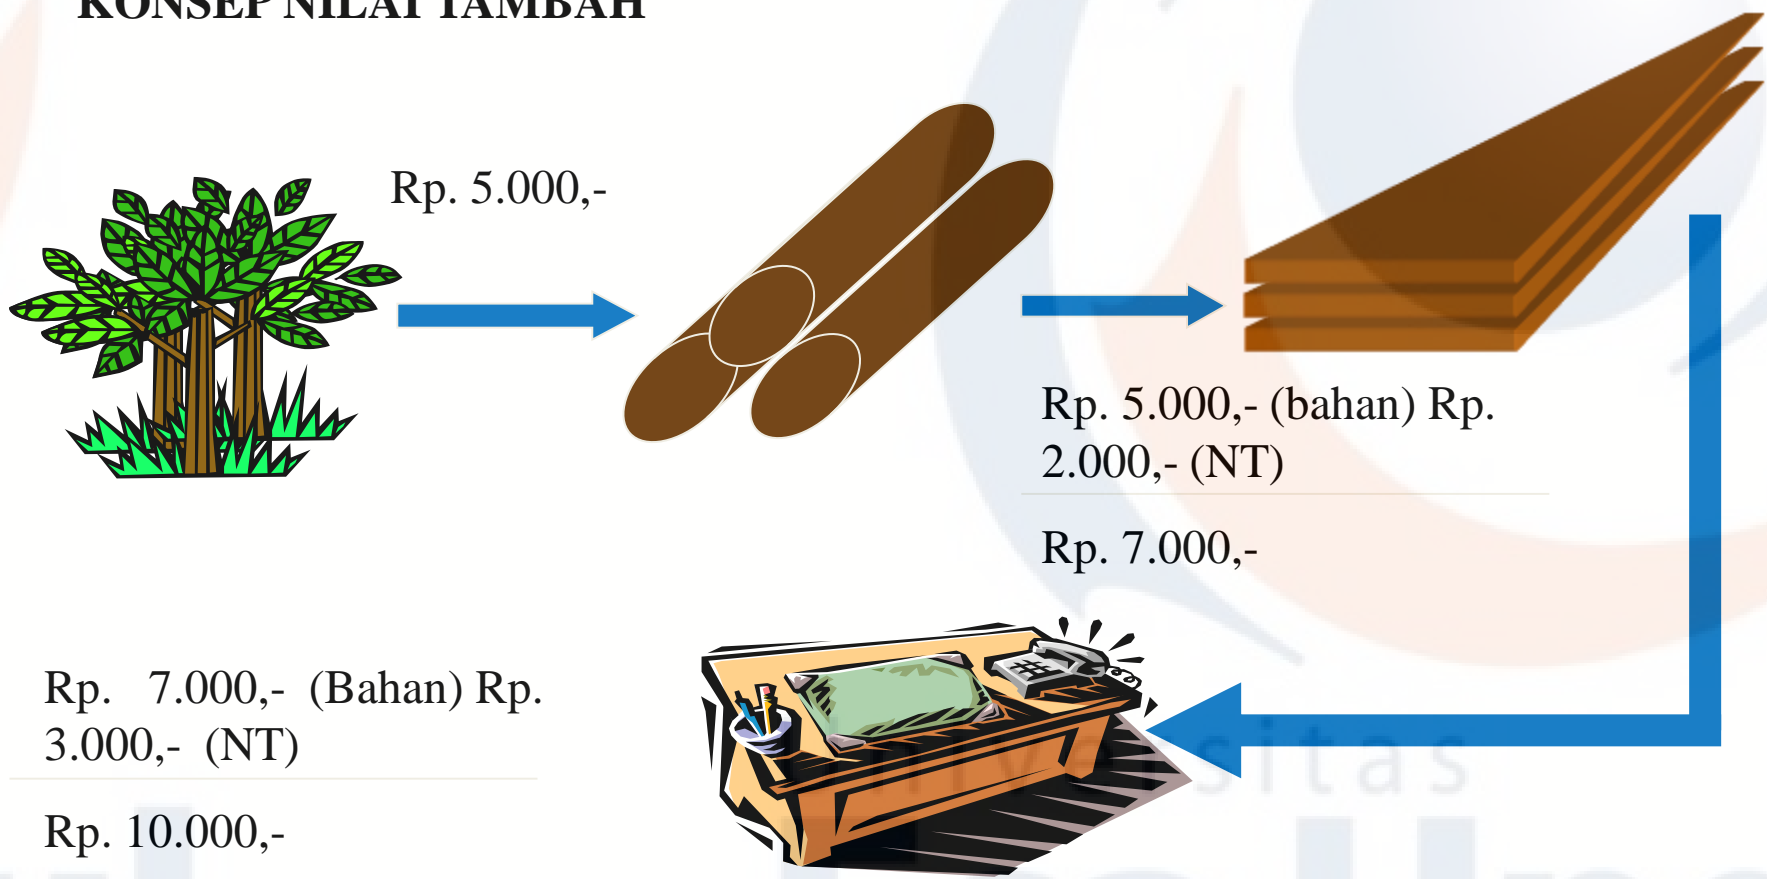 KONSEP NILAI TAMBAH
Rp. 5.000,-
Rp. 5.000,- (bahan) Rp.
2.000,- (NT)
Rp. 7.000,-
Rp. 7.000,- (Bahan) Rp.
3.000,- (NT)
Rp. 10.000,-
Universitas